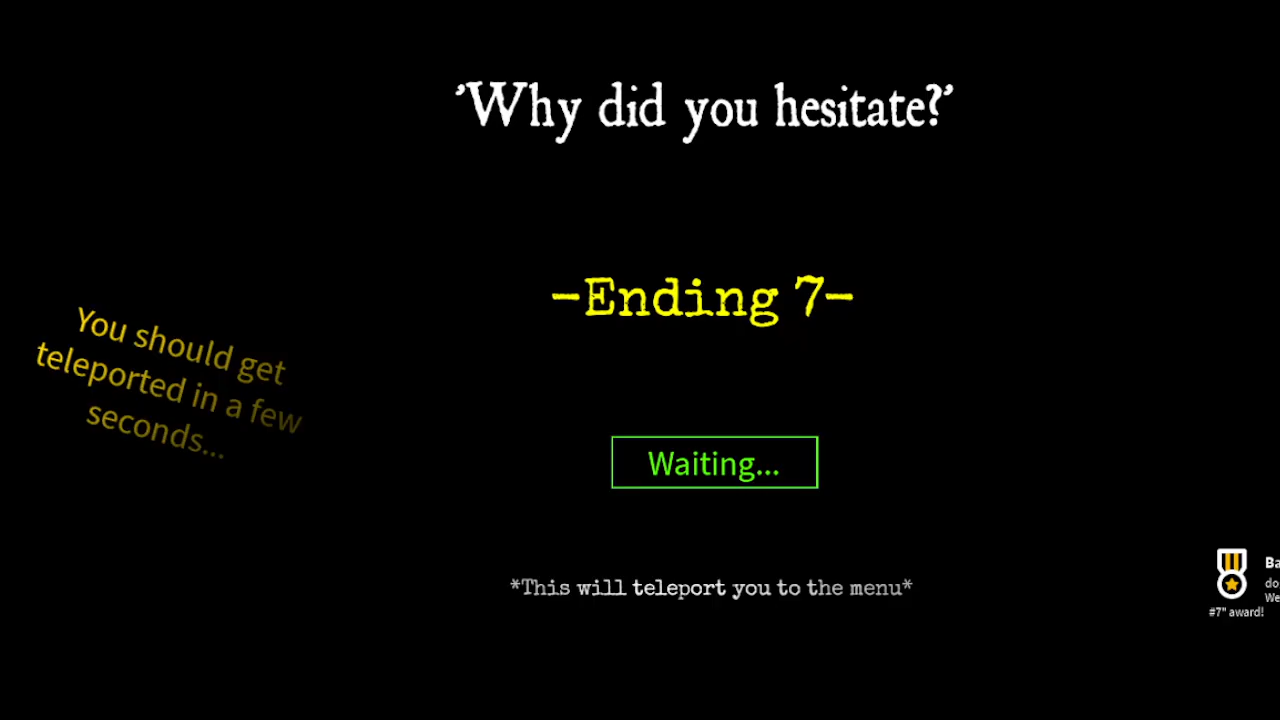 'Why did you hesitate?'
-Ending 7-
You should get
teleported in a few
seconds...
Waiting...
*This will teleport you to the menu*
#7" award!